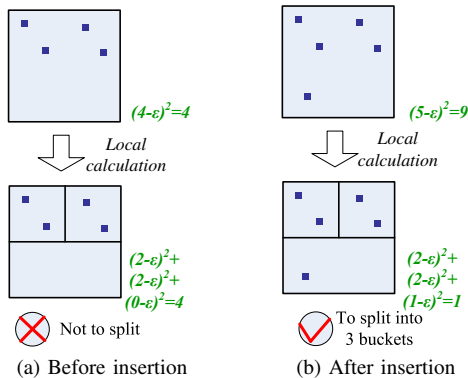 (4-ε)²=4
Local
calculation
(2-ε)²+
(2-ε)²+
(0-ε)²=4
Not to split
(a) Before insertion
(5-ε)²=9
Local
calculation
(2-ε)²+
(2-ε)²+
(1-ε)²=1
To split into
3 buckets
(b) After insertion